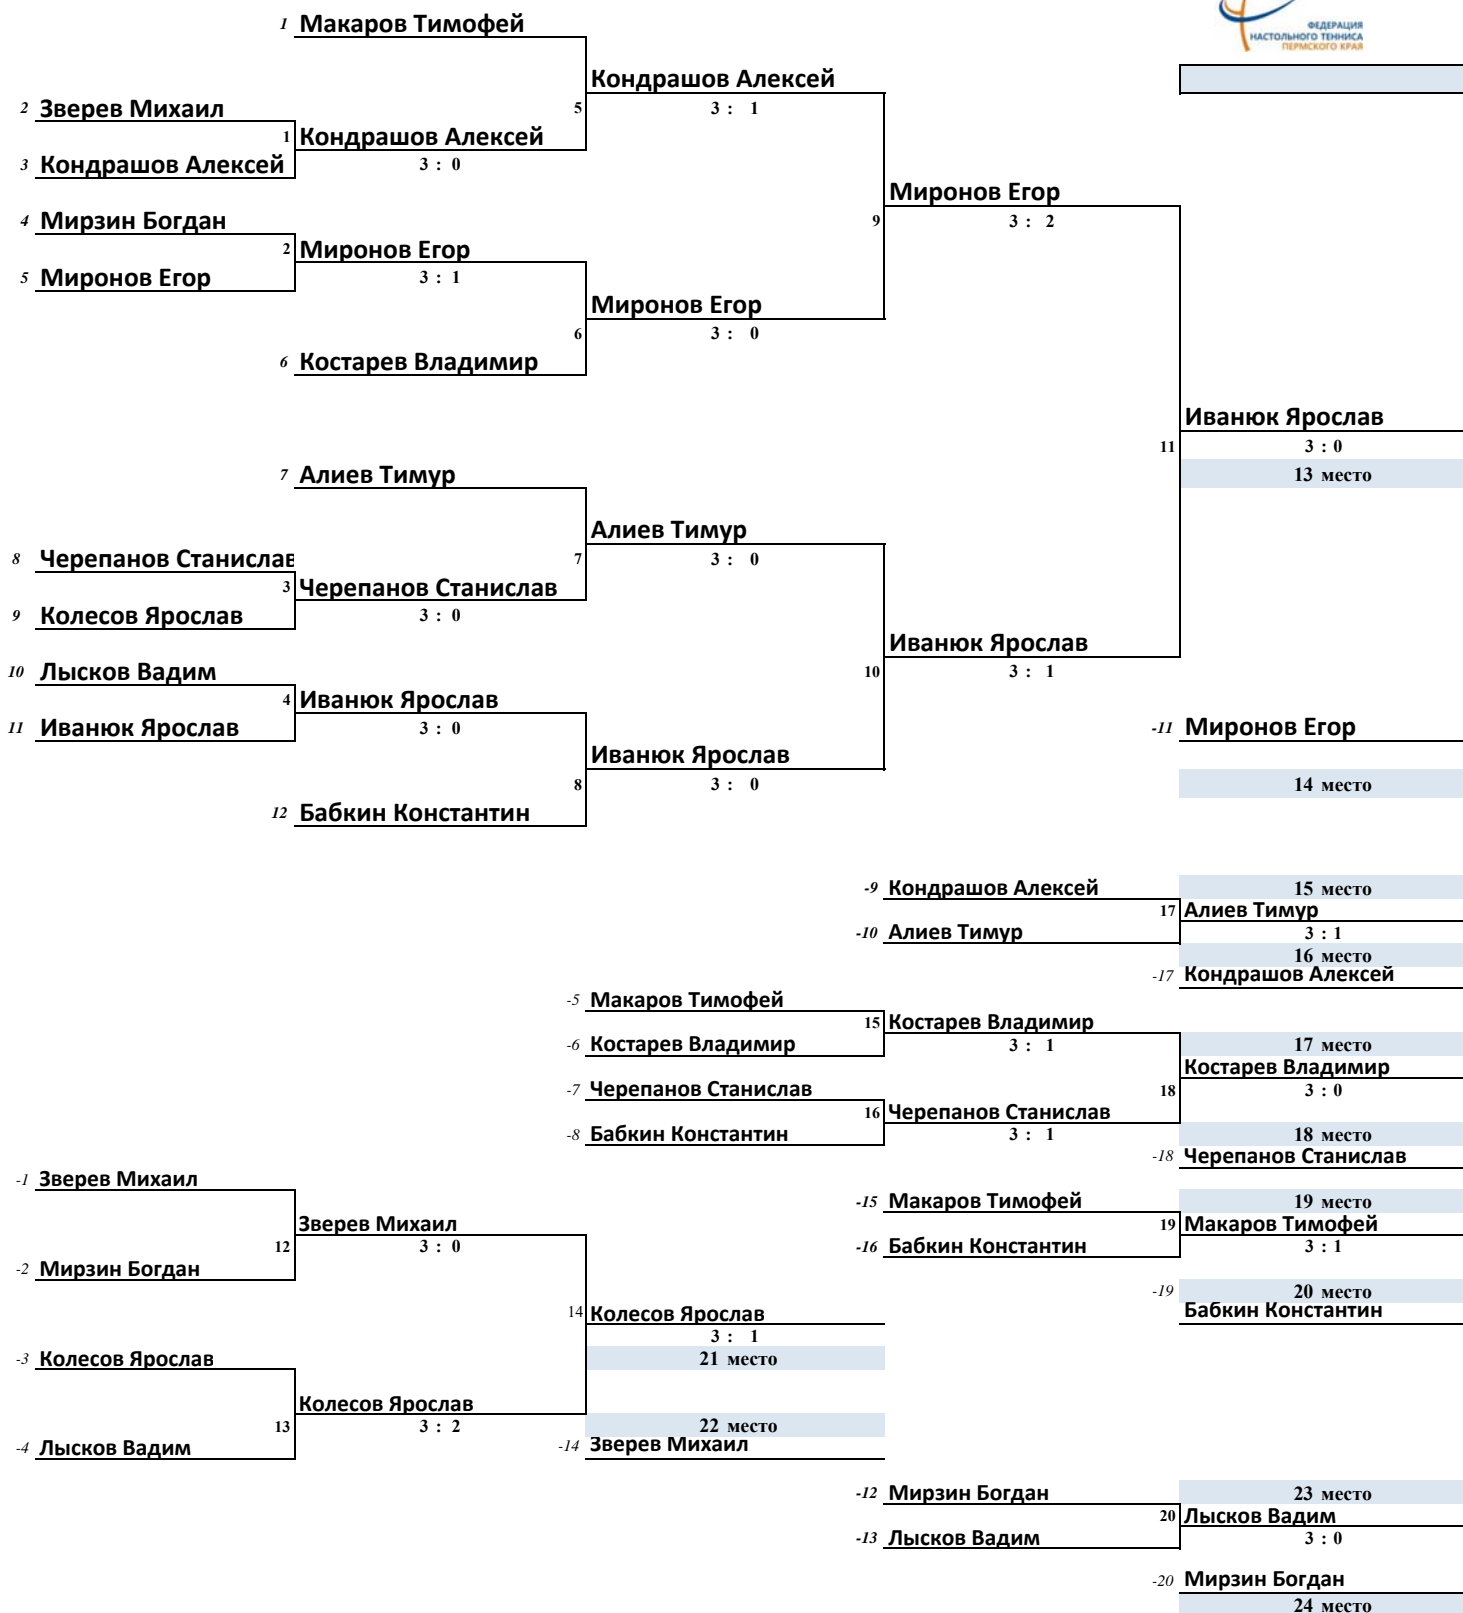 1 Макаров Тимофей
ФЕДЕРАЦИЯ
НАСТОЛЬНОГО ТЕННИСА
ПЕРМСКОГО КРАЯ
Кондрашов Алексей
2 Зверев Михаил
5
3 : 1
1 Кондрашов Алексей
3 Кондрашов Алексей
3 : 0
Миронов Егор
4 Мирзин Богдан
9
3 : 2
2 Миронов Егор
5 Миронов Егор
3 : 1
Миронов Егор
6
3 : 0
6 Костарев Владимир
Иванюк Ярослав
11
3 : 0
7 Алиев Тимур
13 место
Алиев Тимур
8 Черепанов Станислав
7
3 : 0
3 Черепанов Станислав
9 Колесов Ярослав
3 : 0
Иванюк Ярослав
10 Лысков Вадим
10
3 : 1
4 Иванюк Ярослав
11 Иванюк Ярослав
3 : 0
-11 Миронов Егор
Иванюк Ярослав
8
3 : 0
14 место
12 Бабкин Константин
-9 Кондрашов Алексей
15 место
17 Алиев Тимур
-10 Алиев Тимур
3 : 1
16 место
-17 Кондрашов Алексей
-5 Макаров Тимофей
15 Костарев Владимир
-6 Костарев Владимир
3 : 1
17 место
Костарев Владимир
-7 Черепанов Станислав
18
3 : 0
16 Черепанов Станислав
-8 Бабкин Константин
3 : 1
18 место
-18 Черепанов Станислав
-1 Зверев Михаил
-15 Макаров Тимофей
19 место
Зверев Михаил
19 Макаров Тимофей
12
3 : 0
-16 Бабкин Константин
3 : 1
-2 Мирзин Богдан
-19
20 место
14 Колесов Ярослав
Бабкин Константин
3 : 1
-3 Колесов Ярослав
21 место
Колесов Ярослав
13
3 : 2
22 место
-4 Лысков Вадим
-14 Зверев Михаил
-12 Мирзин Богдан
23 место
20 Лысков Вадим
-13 Лысков Вадим
3 : 0
-20 Мирзин Богдан
24 место